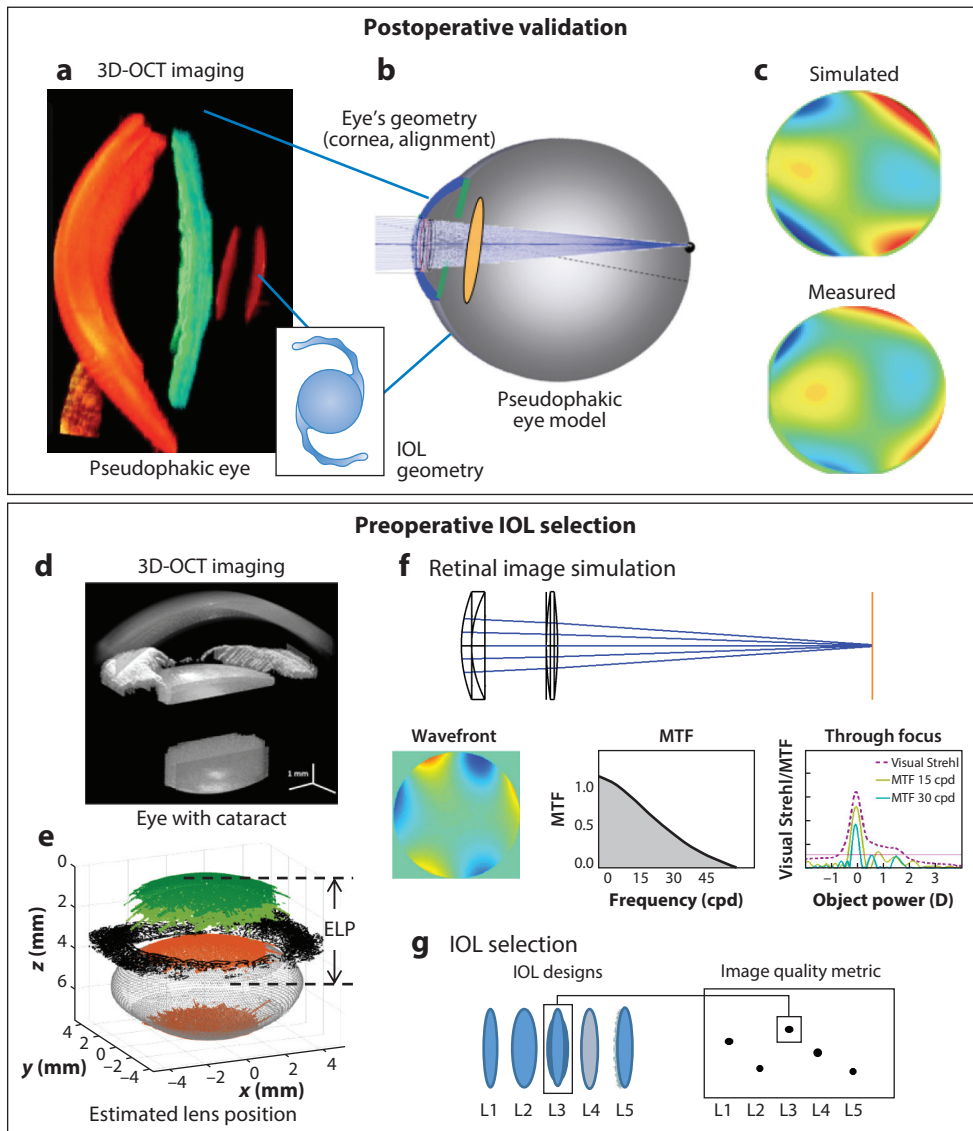 Postoperative validation
a
3D-OCT imaging
Pseudophakic eye
b
Eye's geometry
(cornea, alignment)
Pseudophakic
eye model
IOL
geometry
c
Simulated
Measured
Preoperative IOL selection
d
3D-OCT imaging
1 mm
Eye with cataract
e
0
2
4
6
z (mm)
ELP
4
2
0
−2
−4
y (mm)
−4
−2
0
2
4
x (mm)
Estimated lens position
f Retinal image simulation
Wavefront
MTF
MTF
1.0
0.5
0.0
0 15 30 45
Frequency (cpd)
Through focus
Visual Strehl/MTF
Visual Strehl
MTF 15 cpd
MTF 30 cpd
−1 0 1 2 3
Object power (D)
g IOL selection
IOL designs
L1 L2 L3 L4 L5
Image quality metric
L1 L2 L3 L4 L5